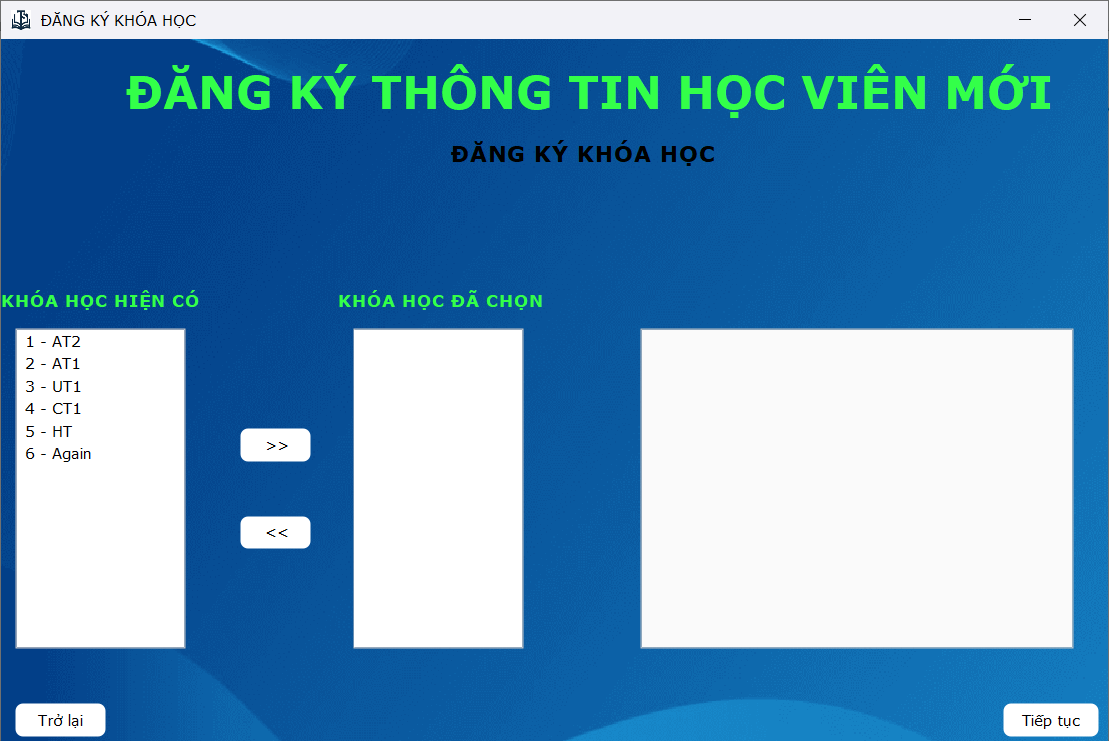 ĐĂNG KÝ KHÓA HỌC
ĐĂNG KÝ THÔNG TIN HỌC VIÊN MỚI
ĐĂNG KÝ KHÓA HỌC
KHÓA HỌC HIỆN CÓ
KHÓA HỌC ĐÃ CHỌN
1 - AT2
2 - AT1
3 - UT1
4 - CT1
5 - HT
6 - Again
>>
<<
Trở lại
Tiếp tục